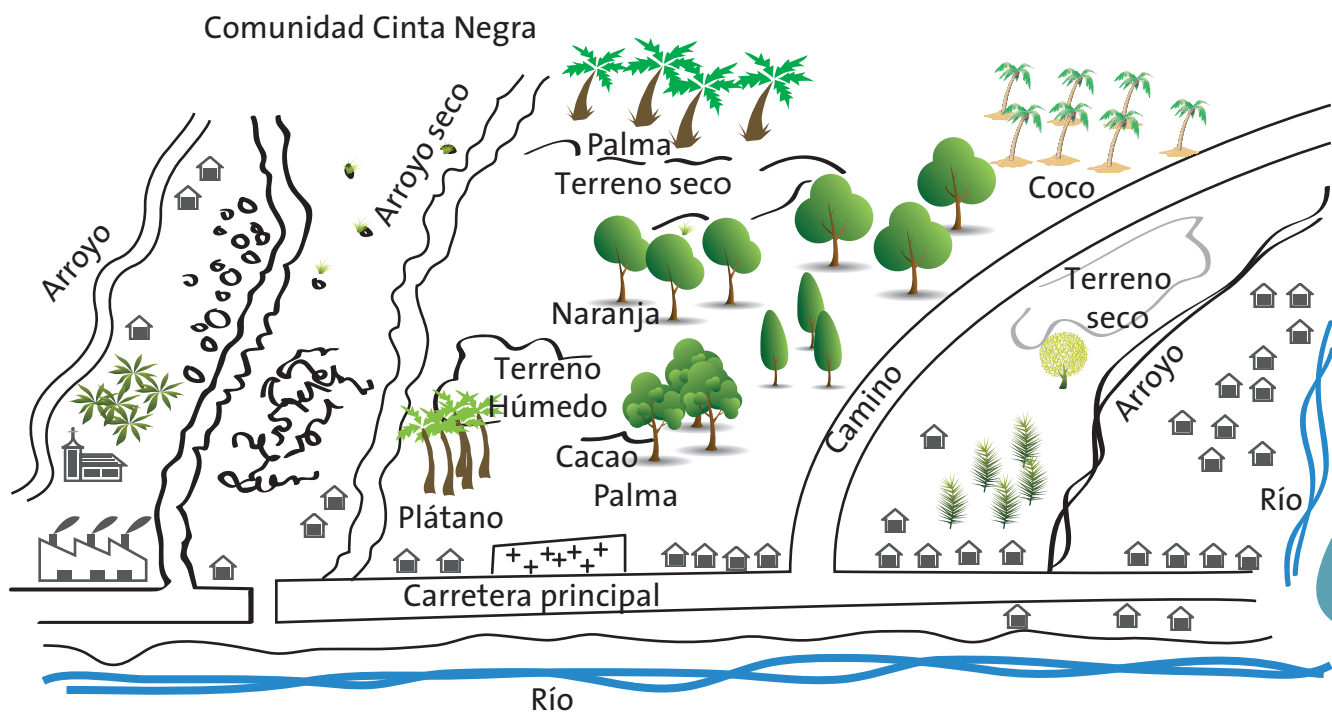 Comunidad Cinta Negra
Arroyo seco
Palma
Terreno seco
Coco
Arroyo
Naranja
Terreno
seco
Terreno
Húmedo
Camino
Arroyo
Cacao
Palma
Plátano
Río
Carretera principal
Río